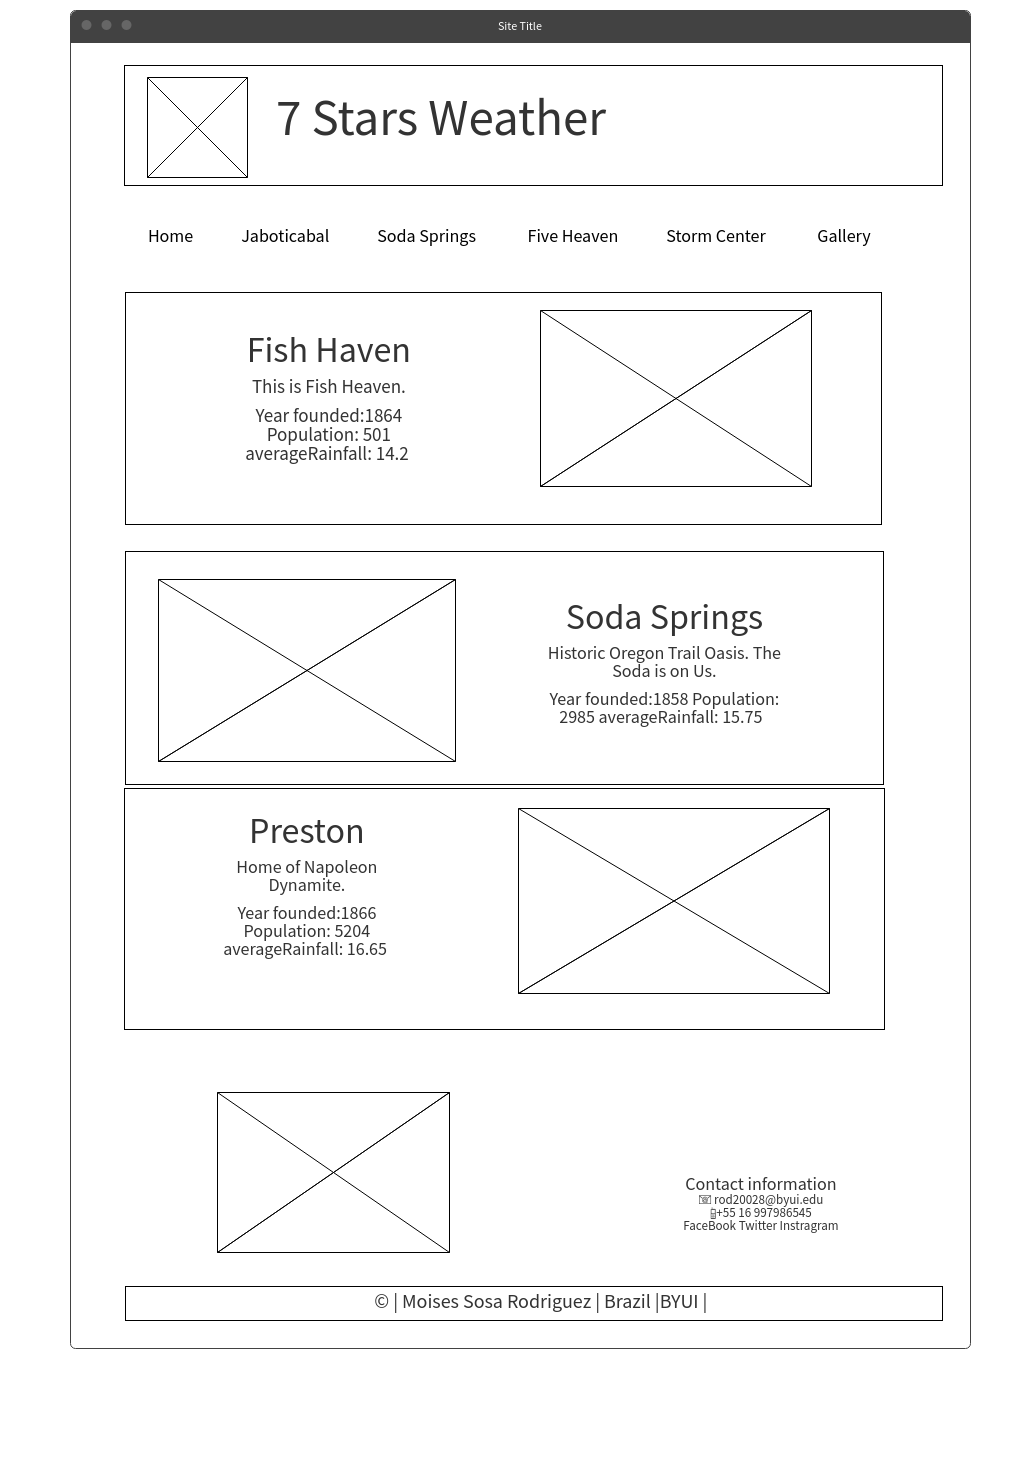 Site Title
7 Stars Weather
Home Jaboticabal Soda Springs Five Heaven Storm Center Gallery
Fish Haven
This is Fish Heaven.
Year founded:1864
Population: 501
averageRainfall: 14.2
Soda Springs
Historic Oregon Trail Oasis. The
Soda is on Us.
Year founded:1858 Population:
2985 averageRainfall: 15.75
Preston
Home of Napoleon
Dynamite.
Year founded:1866
Population: 5204
averageRainfall: 16.65
Contact information
rod20028@byui.edu
+55 16 997986545
FaceBook Twitter Instragram
© | Moises Sosa Rodriguez | Brazil |BYUI |